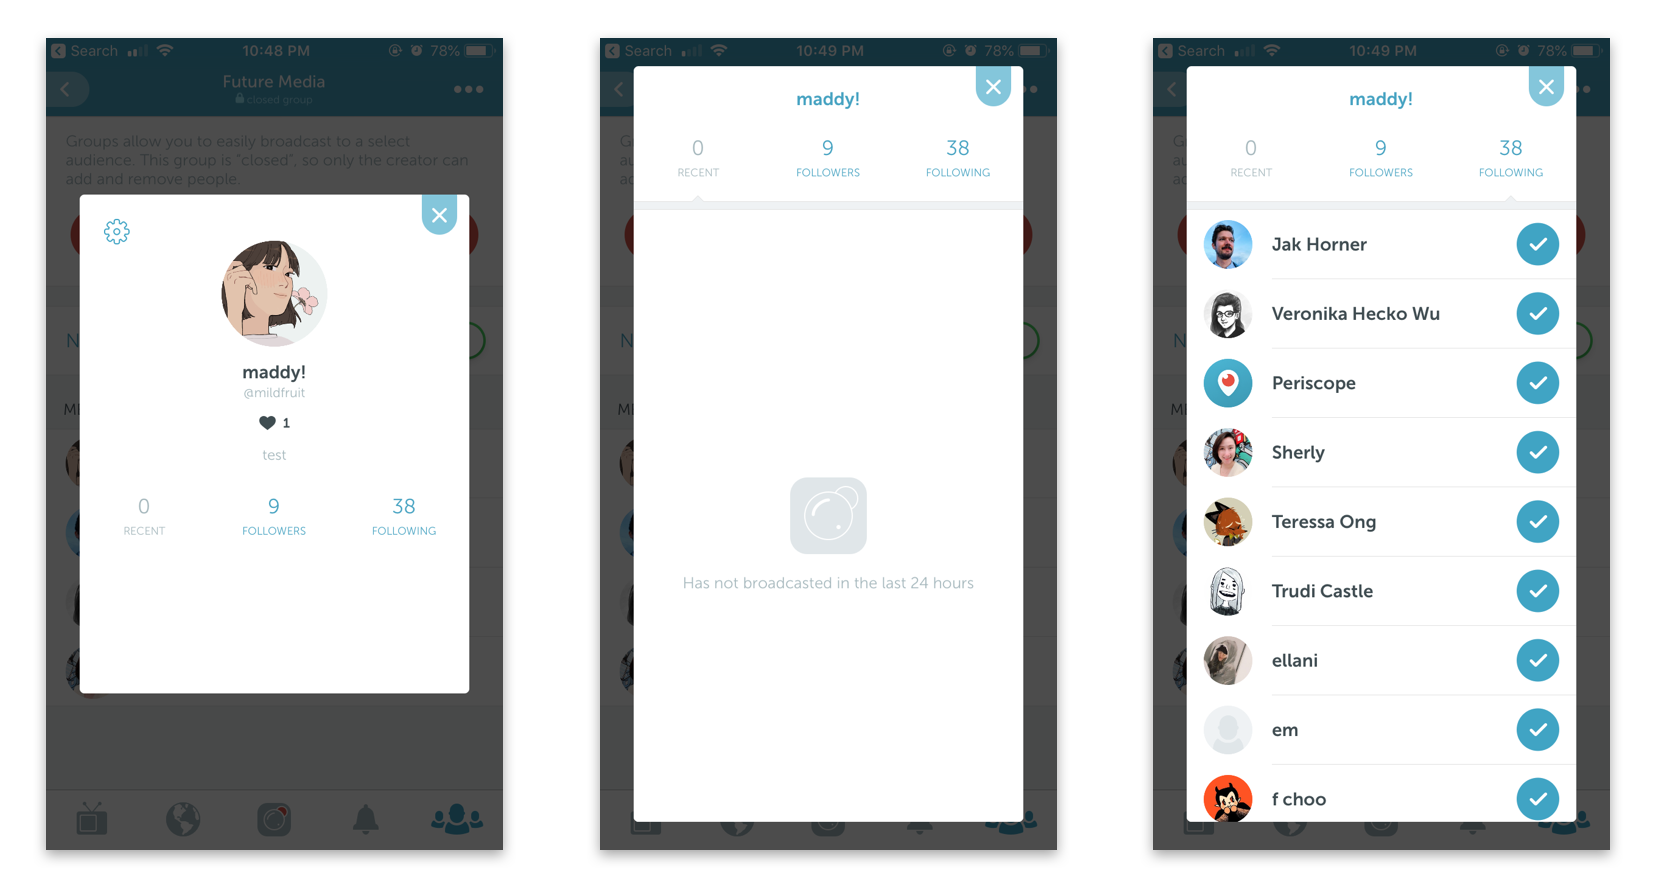 Search
10:48 PM
78%
Future Media
closed group
Groups allow you to easily broadcast to a select
audience. This group is "closed", so only the creator can
add and remove people.
N
maddy!
@mildfruit
1
test
0
9
38
RECENT
FOLLOWERS
FOLLOWING
ME
Search
10:49 PM
78%
maddy!
0
9
38
RECENT
FOLLOWERS
FOLLOWING
Has not broadcasted in the last 24 hours
Search
10:49 PM
78%
maddy!
0
9
38
RECENT
FOLLOWERS
FOLLOWING
Jak Horner
Veronika Hecko Wu
Periscope
Sherly
Teressa Ong
Trudi Castle
ellani
em
f choo